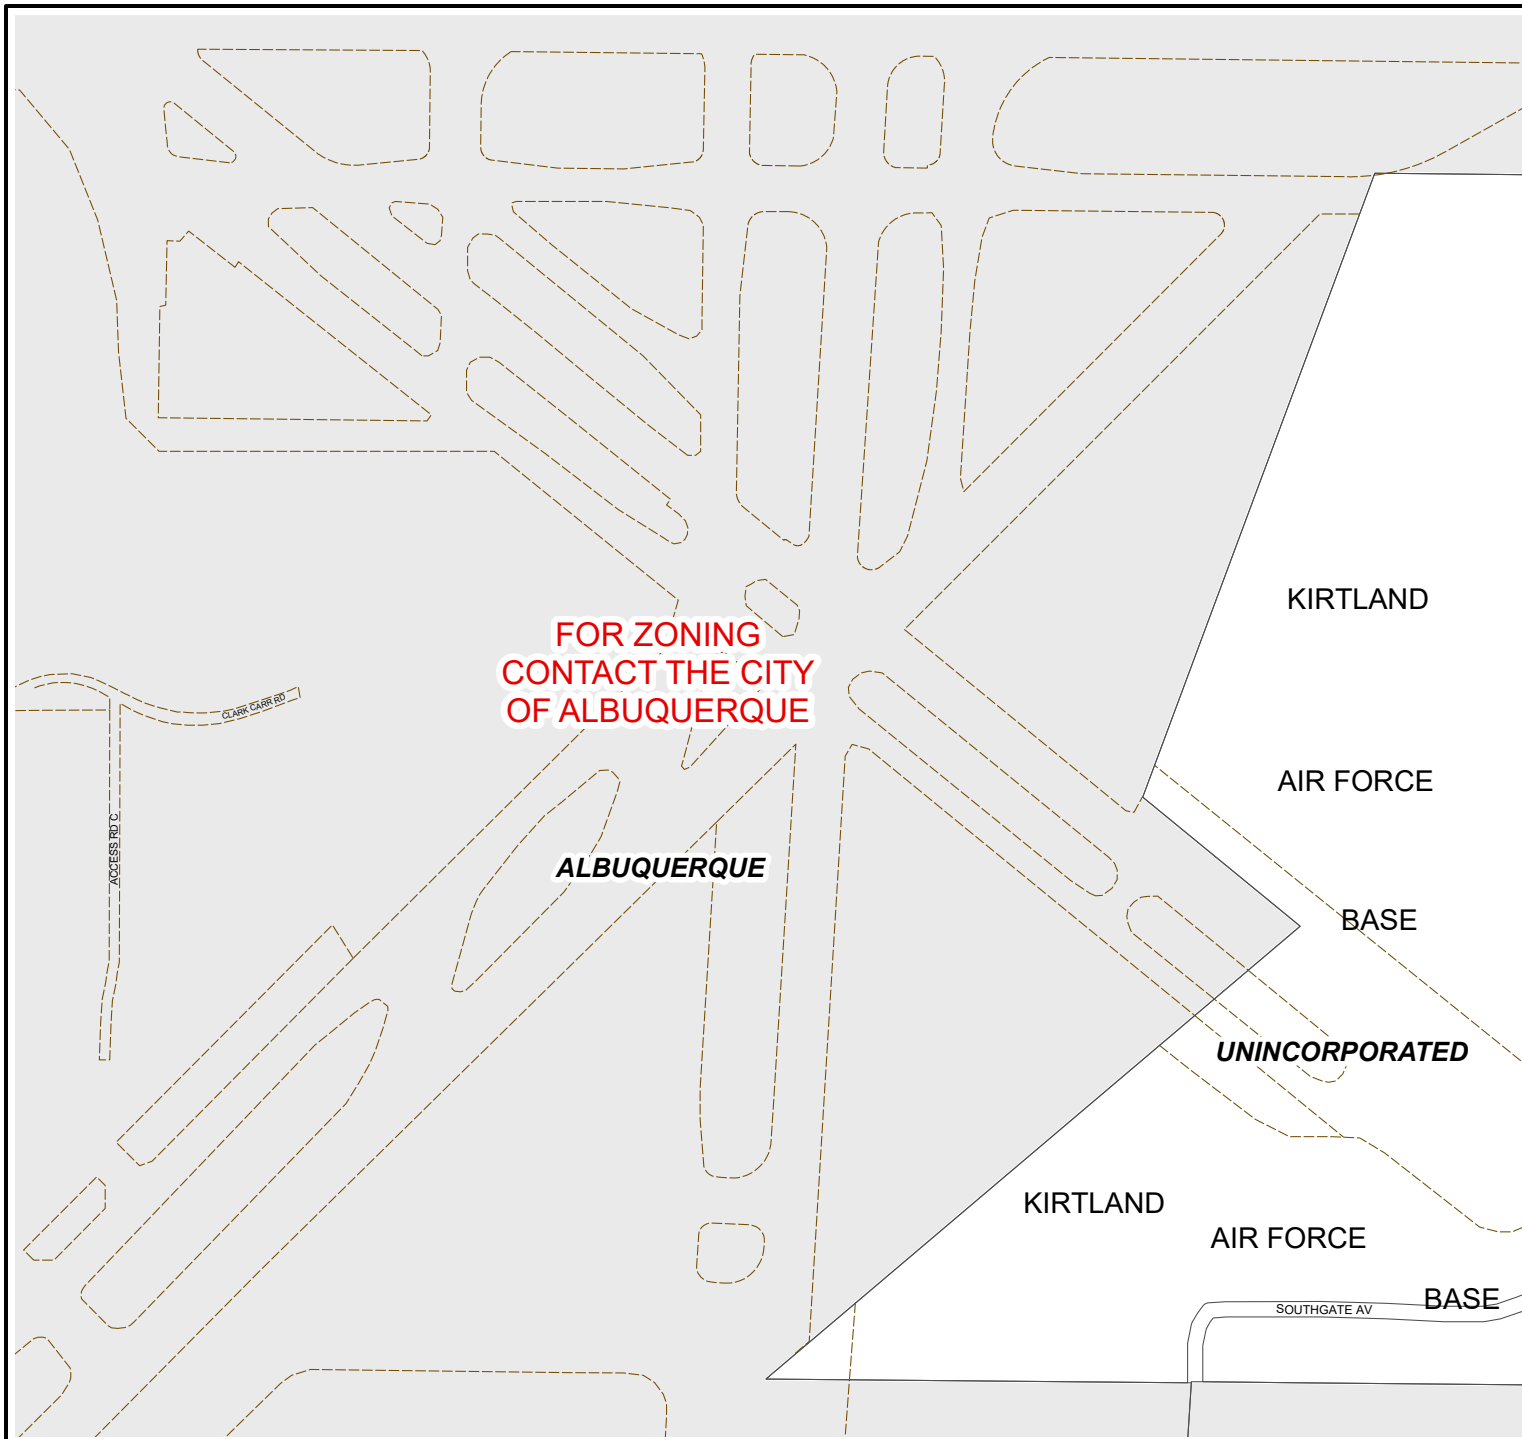 KIRTLAND
FOR ZONING
CONTACT THE CITY
OF ALBUQUERQUE
CLARK CARR RD
AIR FORCE
ACCESS RD C
ALBUQUERQUE
BASE
UNINCORPORATED
KIRTLAND
AIR FORCE
BASE
SOUTHGATE AV